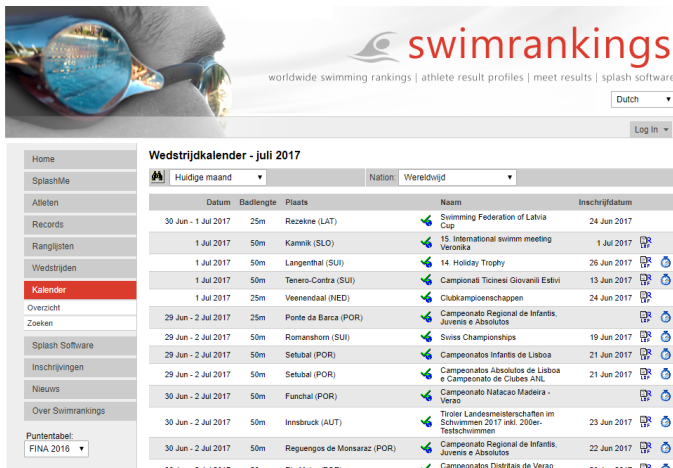 swimrankings
worldwide swimming rankings | athlete result profiles | meet results | splash software
Dutch
Log In
Home
SplashMe
Atleten
Records
Ranglijsten
Wedstrijden
Kalender
Overzicht
Zoeken
Splash Software
Inschrijvingen
Nieuws
Over Swimrankings
Puntentabel:
FINA 2016
Wedstrijdkalender - juli 2017
Huidige maand Nation: Wereldwijd
Datum Badlengte Plaats Naam Inschrijfdatum
30 Jun - 1 Jul 2017 25m Rezekne (LAT) Swimming Federation of Latvia 24 Jun 2017
Cup
1 Jul 2017 50m Kamnik (SLO) 15. International swimm meeting 1 Jul 2017
Veronika
1 Jul 2017 50m Langenthal (SUI) 14. Holiday Trophy 26 Jun 2017
1 Jul 2017 50m Tenero-Contra (SUI) Campionati Ticinesi Giovanili Estivi 13 Jun 2017
1 Jul 2017 25m Veenendaal (NED) Clubkampioenschappen 24 Jun 2017
29 Jun - 2 Jul 2017 25m Ponte da Barca (POR) Campeonato Regional de Infantis,
Juvenis e Absolutos
29 Jun - 2 Jul 2017 50m Romanshorn (SUI) Swiss Championships 19 Jun 2017
29 Jun - 2 Jul 2017 50m Setubal (POR) Campeonatos Infantis de Lisboa 21 Jun 2017
29 Jun - 2 Jul 2017 50m Setubal (POR) Campeonatos Absolutos de Lisboa 21 Jun 2017
e Campeonato de Clubes ANL
30 Jun - 2 Jul 2017 50m Funchal (POR) Campeonato Natacao Madeira -
Verao
30 Jun - 2 Jul 2017 50m Innsbruck (AUT) Tiroler Landesmeisterschaften im
Schwimmen 2017 inkl. 200er- 23 Jun 2017
Testschwimmen
30 Jun - 2 Jul 2017 50m Reguengos de Monsaraz (POR) Campeonato Regional de Infantis, 22 Jun 2017
Juvenis e Absolutos
Campeonatos Distritais de Verao